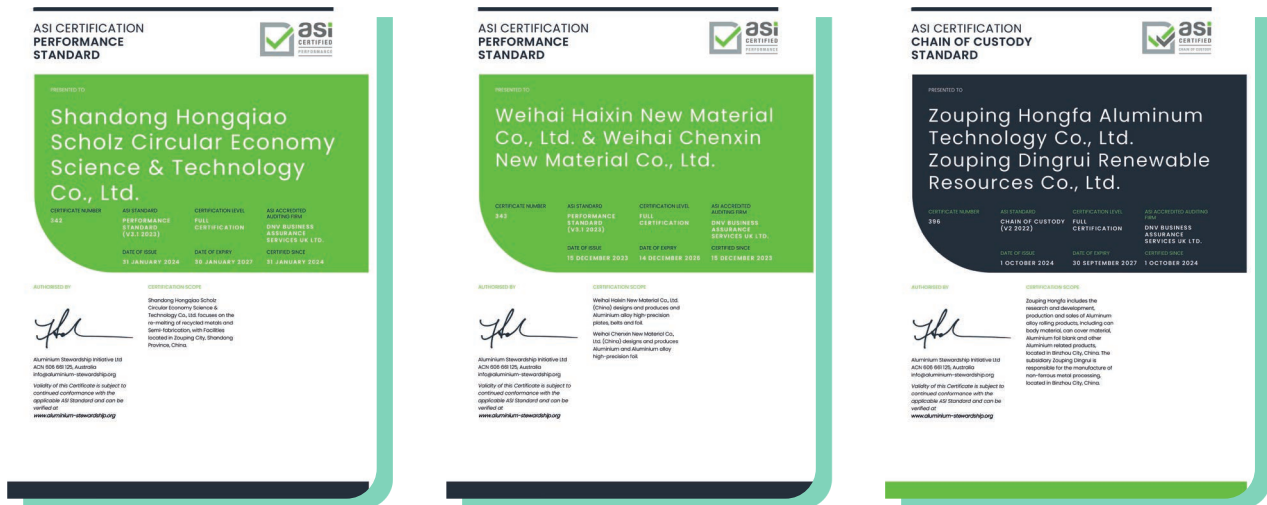 ASI CERTIFICATION
PERFORMANCE
STANDARD
asi
CERTIFIED
PERFORMANCE
PRESENTED TO
Shandong Hongqiao
Scholz Circular Economy
Science & Technology
Co., Ltd.
CERTIFICATE NUMBER
342
ASI STANDARD
PERFORMANCE
STANDARD
(V3.1 2023)
CERTIFICATION LEVEL
FULL
CERTIFICATION
ASI ACCREDITED
AUDITING FIRM
DNV BUSINESS
ASSURANCE
SERVICES UK LTD.
DATE OF ISSUE
31 JANUARY 2024
DATE OF EXPIRY
30 JANUARY 2027
CERTIFIED SINCE
31 JANUARY 2024
AUTHORISED BY
Aluminium Stewardship Initiative Ltd
ACN 606 661 125, Australia
info@aluminium-stewardship.org
Validity of this Certificate is subject to
continued conformance with the
applicable ASI Standard and can be
verified at
www.aluminium-stewardship.org
CERTIFICATION SCOPE
Shandong Hongqiao Scholz
Circular Economy Science &
Technology Co., Ltd. focuses on the
re-melting of recycled metals and
Semi-fabrication, with Facilities
located in Zouping City, Shandong
Province, China.
ASI CERTIFICATION
PERFORMANCE
STANDARD
asi
CERTIFIED
PERFORMANCE
PRESENTED TO
Weihai Haixin New Material
Co., Ltd. & Weihai Chenxin
New Material Co., Ltd.
CERTIFICATE NUMBER
343
ASI STANDARD
PERFORMANCE
STANDARD
(V3.1 2023)
CERTIFICATION LEVEL
FULL
CERTIFICATION
ASI ACCREDITED
AUDITING FIRM
DNV BUSINESS
ASSURANCE
SERVICES UK LTD.
DATE OF ISSUE
15 DECEMBER 2023
DATE OF EXPIRY
14 DECEMBER 2026
CERTIFIED SINCE
15 DECEMBER 2023
AUTHORISED BY
Aluminium Stewardship Initiative Ltd
ACN 606 661 125, Australia
info@aluminium-stewardship.org
Validity of this Certificate is subject to
continued conformance with the
applicable ASI Standard and can be
verified at
www.aluminium-stewardship.org
CERTIFICATION SCOPE
Weihai Haixin New Material Co., Ltd.
(China) designs and produces and
Aluminium alloy high-precision
plates, belts and foil.
Weihai Chenxin New Material Co.,
Ltd. (China) designs and produces
Aluminium and Aluminium alloy
high-precision foil.
ASI CERTIFICATION
CHAIN OF CUSTODY
STANDARD
asi
CERTIFIED
CHAIN OF CUSTODY
PRESENTED TO
Zouping Hongfa Aluminum
Technology Co., Ltd.
Zouping Dingrui Renewable
Resources Co., Ltd.
CERTIFICATE NUMBER
396
ASI STANDARD
CHAIN OF CUSTODY
(V2 2022)
CERTIFICATION LEVEL
FULL
CERTIFICATION
ASI ACCREDITED AUDITING
FIRM
DNV BUSINESS
ASSURANCE
SERVICES UK LTD.
DATE OF ISSUE
1 OCTOBER 2024
DATE OF EXPIRY
30 SEPTEMBER 2027
CERTIFIED SINCE
1 OCTOBER 2024
AUTHORISED BY
Aluminium Stewardship Initiative Ltd
ACN 606 661 125, Australia
info@aluminium-stewardship.org
Validity of this Certificate is subject to
continued conformance with the
applicable ASI Standard and can be
verified at
www.aluminium-stewardship.org
CERTIFICATION SCOPE
Zouping Hongfa includes the
research and development,
production and sales of Aluminum
alloy rolling products, including can
body material, can cover material,
Aluminium foil blank and other
Aluminium related products,
located in Binzhou City, China. The
subsidiary Zouping Dingrui is
responsible for the manufacture of
non-ferrous metal processing,
located in Binzhou City, China.